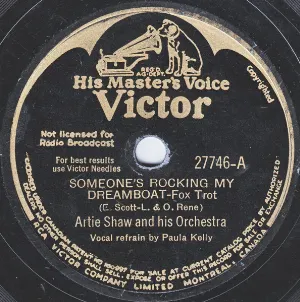 REG'D
His Master's Voice
Victor
Copyrighted
Not licensed for
Radio Broadcast
For best results
use Victor Needles
27746-A
SOMEONE'S ROCKING MY
DREAMBOAT-Fox Trot
(E. Scott-L. & O. Rene)
Artie Shaw and his Orchestra
Vocal refrain by Paula Kelly
RCA VICTOR COMPANY LIMITED MONTREAL, CANADA